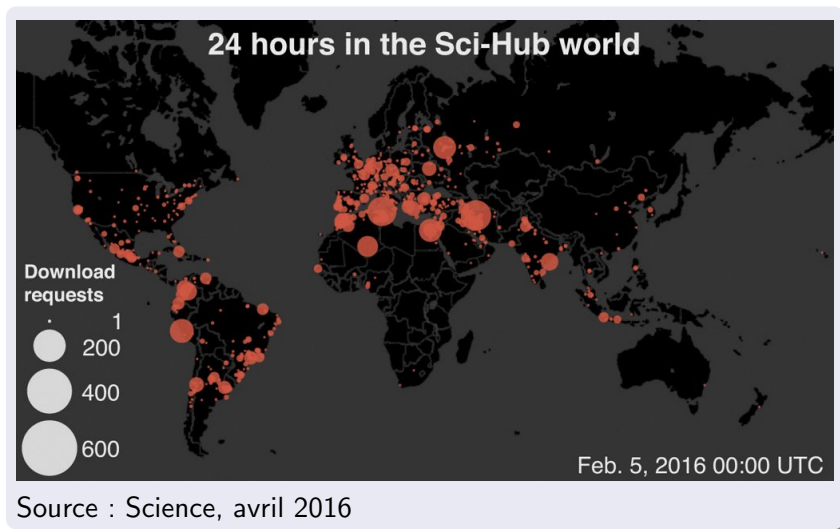 24 hours in the Sci-Hub world
Download
requests
1
200
400
600
Feb. 5, 2016 00:00 UTC
Source : Science, avril 2016